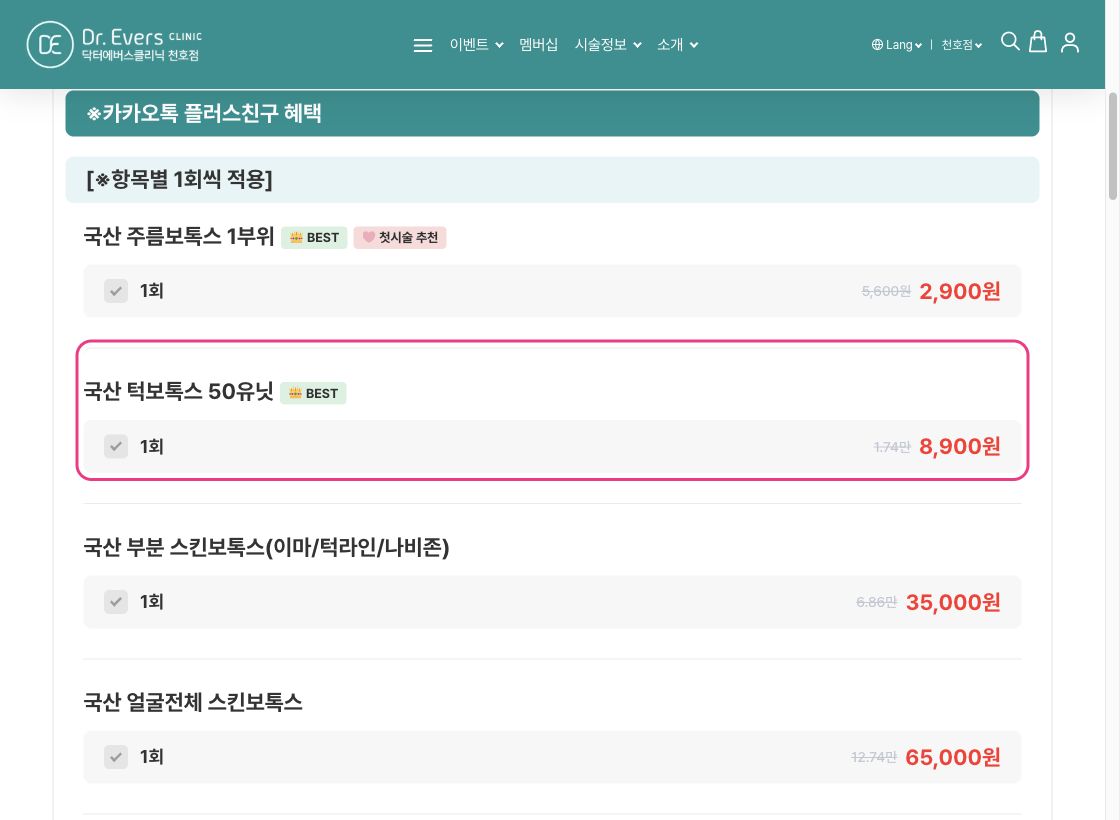 Dr. Evers CLINIC
닥터에버스클리닉 천호점
이벤트 멤버십 시술정보 소개
Lang | 천호점
※카카오톡 플러스친구 혜택
[※항목별 1회씩 적용]
국산 주름보톡스 1부위 BEST 첫시술 추천
1회 5,600원 2,900원
국산 턱보톡스 50유닛 BEST
1회 1.74만 8,900원
국산 부분 스킨보톡스(이마/턱라인/나비존)
1회 6.86만 35,000원
국산 얼굴전체 스킨보톡스
1회 12.74만 65,000원